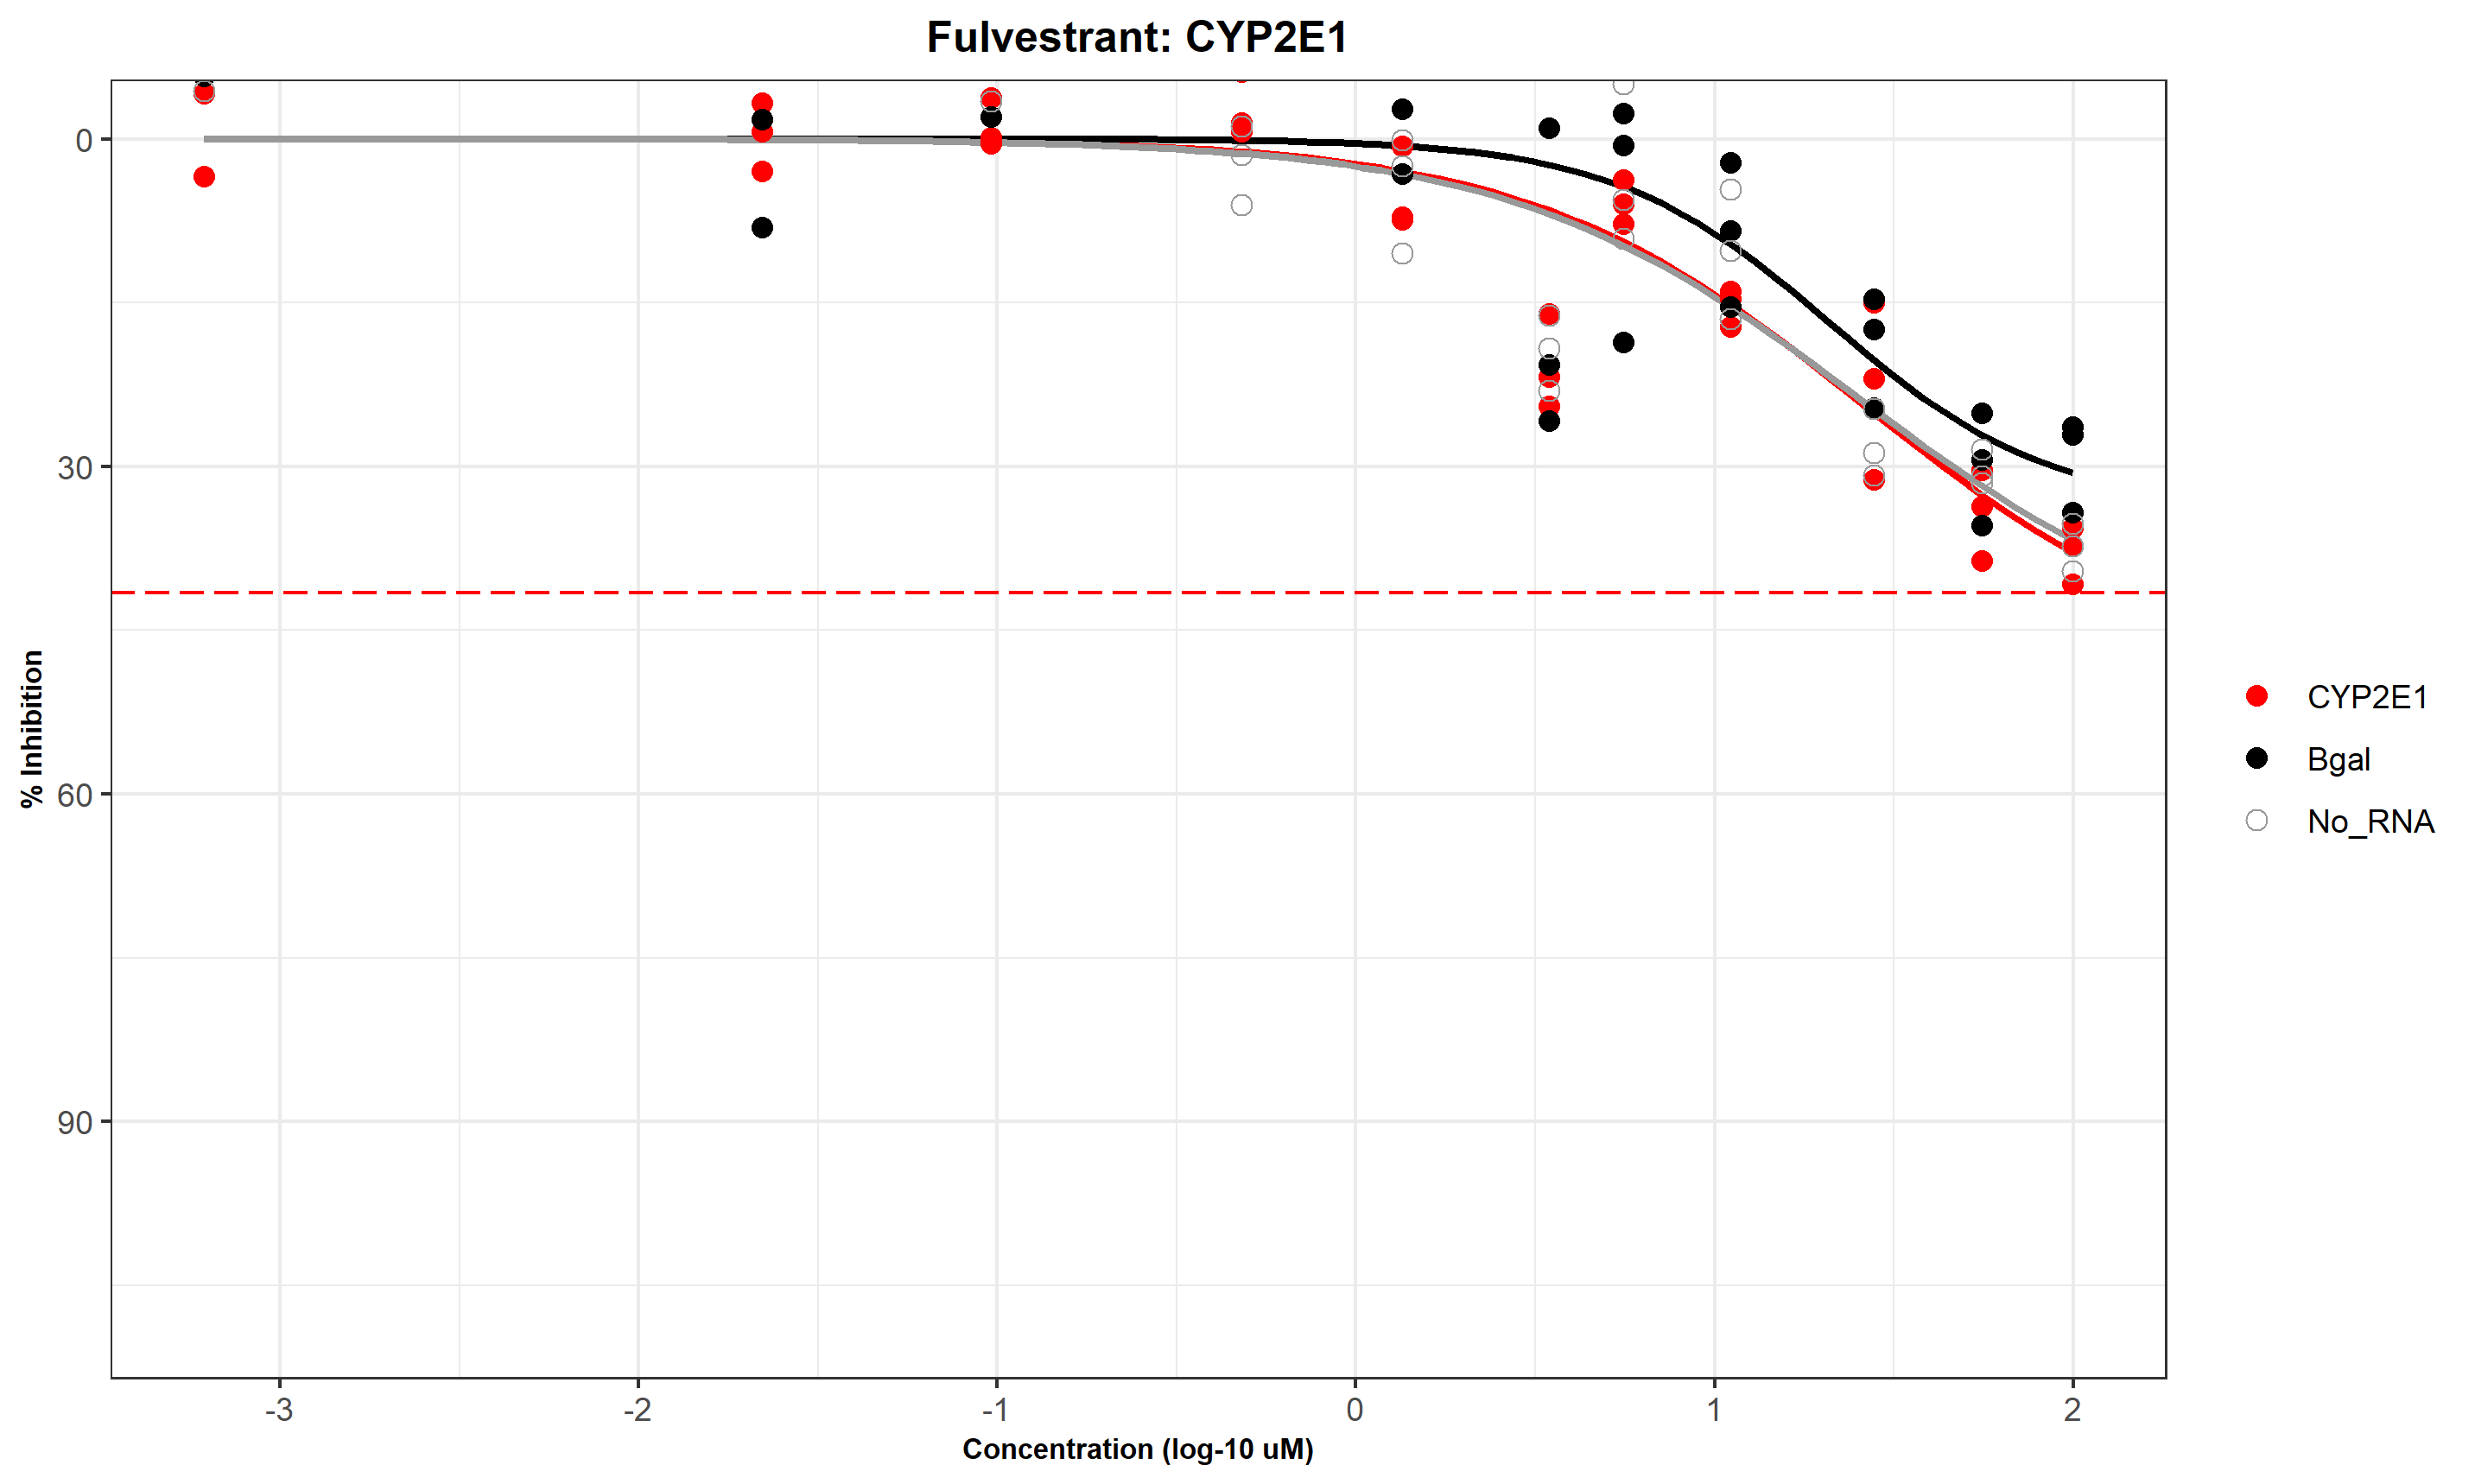 Fulvestrant: CYP2E1
% Inhibition
0
30
60
90
-3
-2
-1
0
1
2
Concentration (log-10 uM)
CYP2E1
Bgal
No_RNA